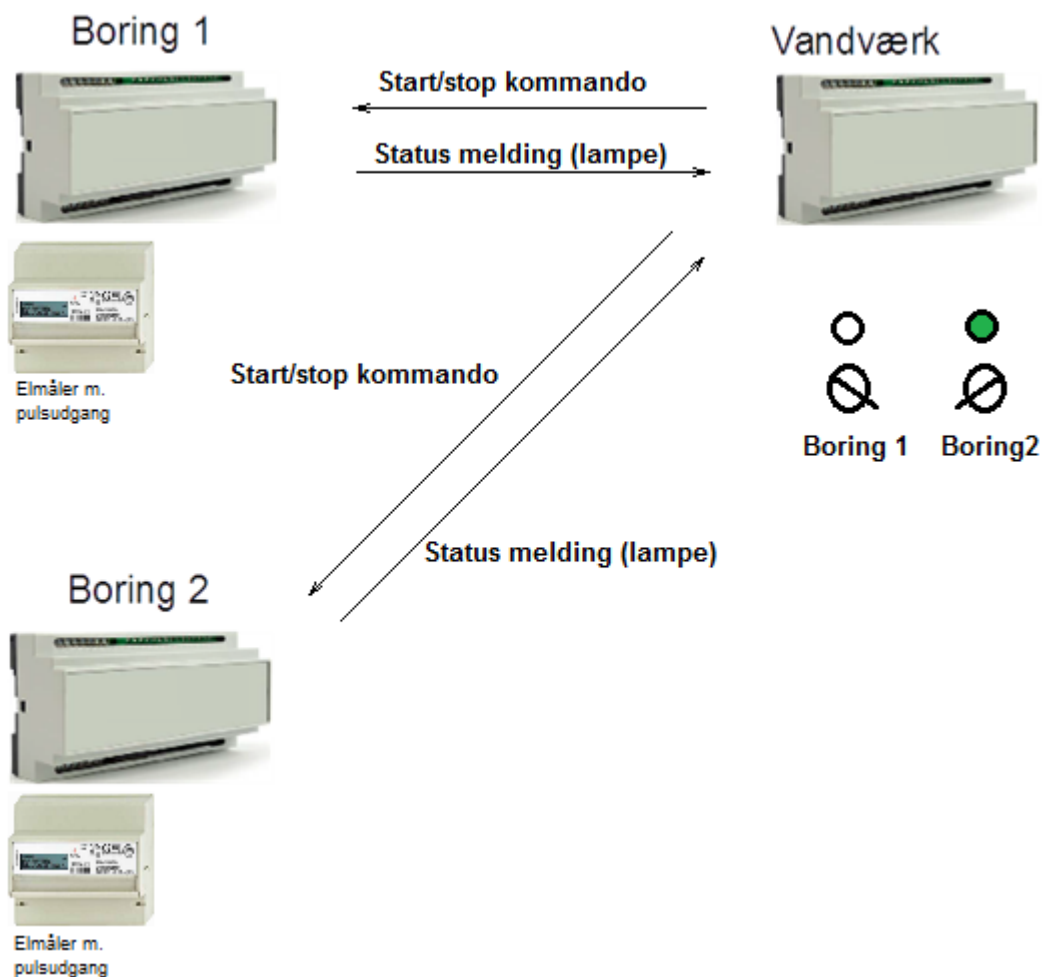 Boring 1
Vandværk
Start/stop kommando
Status melding (lampe)
Elmåler m.
pulsudgang
Start/stop kommando
Boring 1
Boring2
Status melding (lampe)
Boring 2
Elmåler m.
pulsudgang